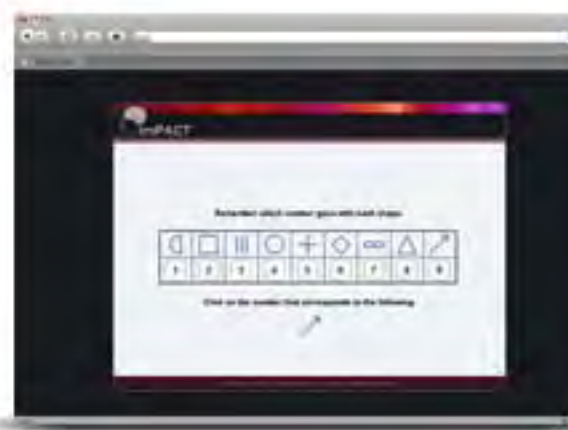 ImPACT
Remember which number goes with each shape.
1 2 3 4 5 6 7 8 9
Click on the number that corresponds to the following: